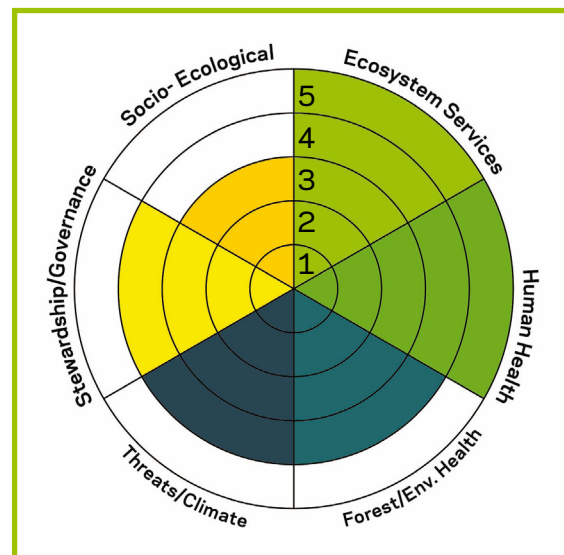 Socio- Ecological
Ecosystem Services
5
4
3
2
1
Stewardship/Governance
Human Health
Threats/Climate
Forest/Env. Health